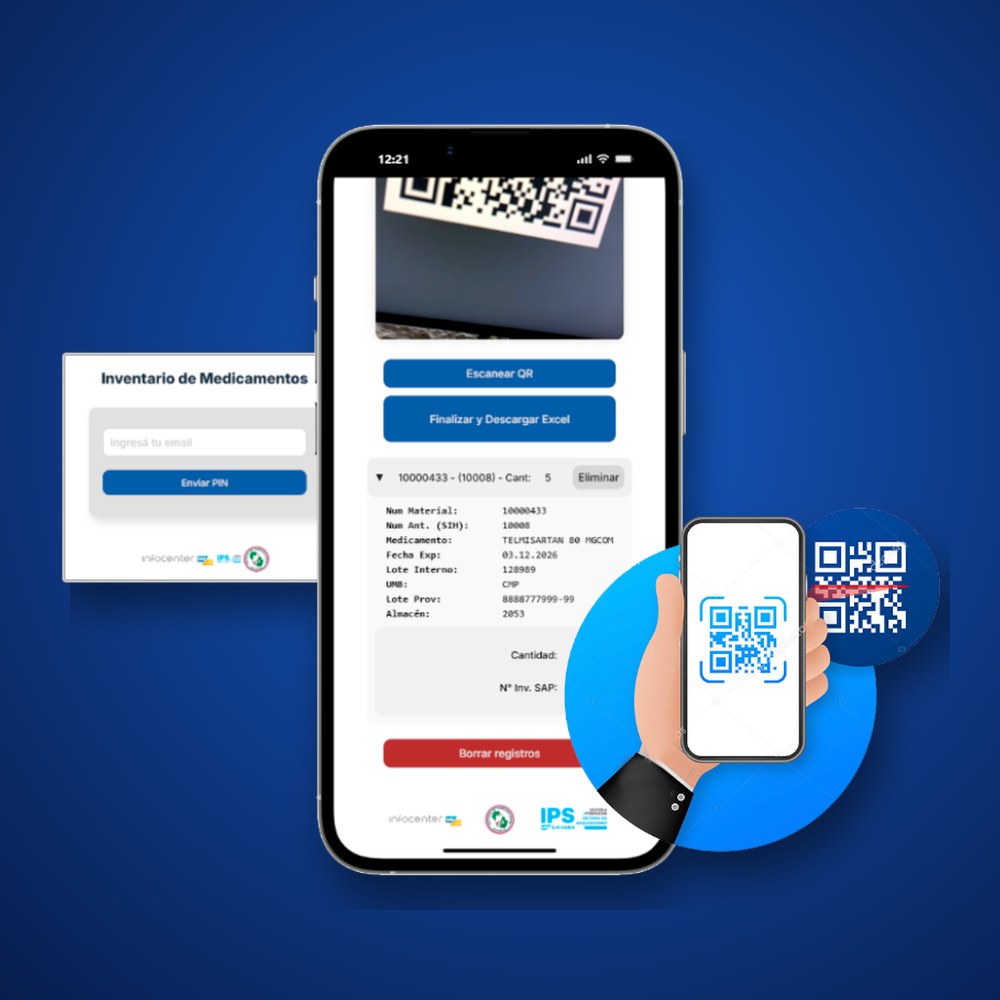 12:21
Escanear QR
Finalizar y Descargar Excel
▼ 10000433 - (10008) - Cant: 5 Eliminar
Num Material: 10000433
Num Ant. (SIH): 10008
Medicamento: TELMISARTAN 80 MGCOM
Fecha Exp: 03.12.2026
Lote Interno: 128989
UMB: CMP
Lote Prov: 8888777999-99
Almacén: 2053
Cantidad:
N° Inv. SAP:
Borrar registros
infocenter
IPS
Inventario de Medicamentos
Ingresá tu email
Enviar PIN
infocenter IPS